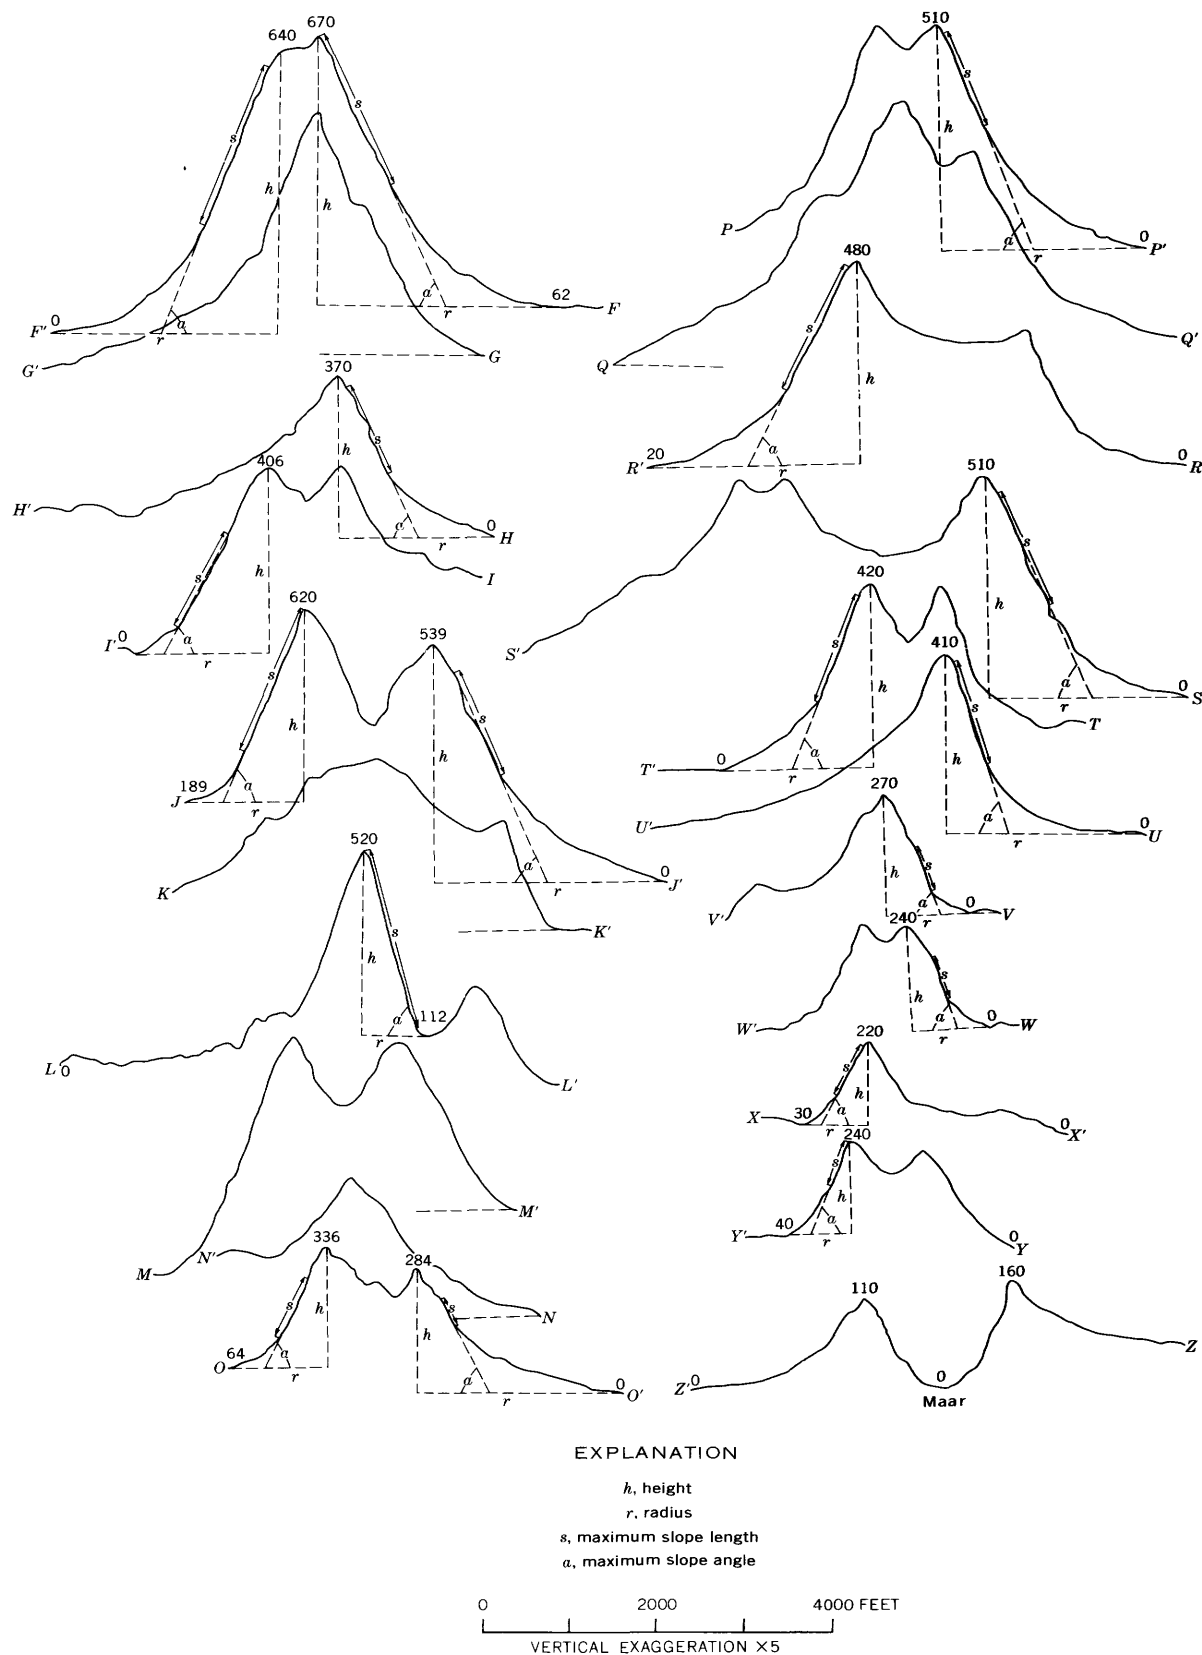 640 670
s s
h h
a a
r r
F' 0 62 F
G' G
370
s
h
a
r
H' 0 H
406
s
h
a
r
I' 0 I
620 539
s s
h h
a a
r r
189
J 0 J'
K K'
520
s
h
a
112
r
L' 0 L'
M M'
N' N
336 284
s s
h h
64 a a
r r
O 0 O'
510
s
h
a
r
P 0 P'
Q Q'
480
s
h
a
r
R' 20 0 R
510
s
h
a
r
S' 0 S
420
s
h
a
r
T' 0 T
410
s
h
a
r
U' 0 U
270
s
h
a
r
V' 0 V
240
s
h
a
r
W' 0 W
220
s
h
a
r
X 30 0 X'
240
s
h
a
r
Y' 40 0 Y
110 160
Z' 0 0 Z
Maar
EXPLANATION
h, height
r, radius
s, maximum slope length
a, maximum slope angle
0 2000 4000 FEET
VERTICAL EXAGGERATION X5